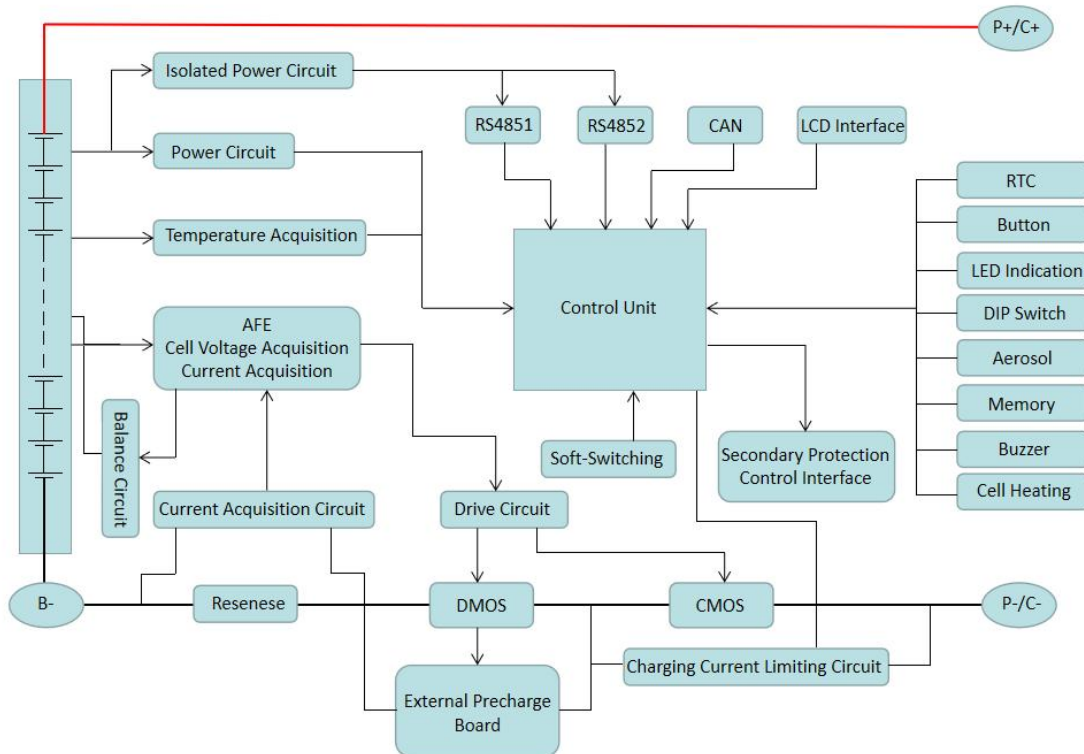 P+/C+
Isolated Power Circuit
RS4851
RS4852
CAN
LCD Interface
Power Circuit
RTC
Temperature Acquisition
Button
LED Indication
Control Unit
DIP Switch
AFE
Cell Voltage Acquisition
Current Acquisition
Aerosol
Memory
Balance Circuit
Buzzer
Soft-Switching
Secondary Protection
Control Interface
Cell Heating
Current Acquisition Circuit
Drive Circuit
B-
Resenese
DMOS
CMOS
P-/C-
Charging Current Limiting Circuit
External Precharge
Board